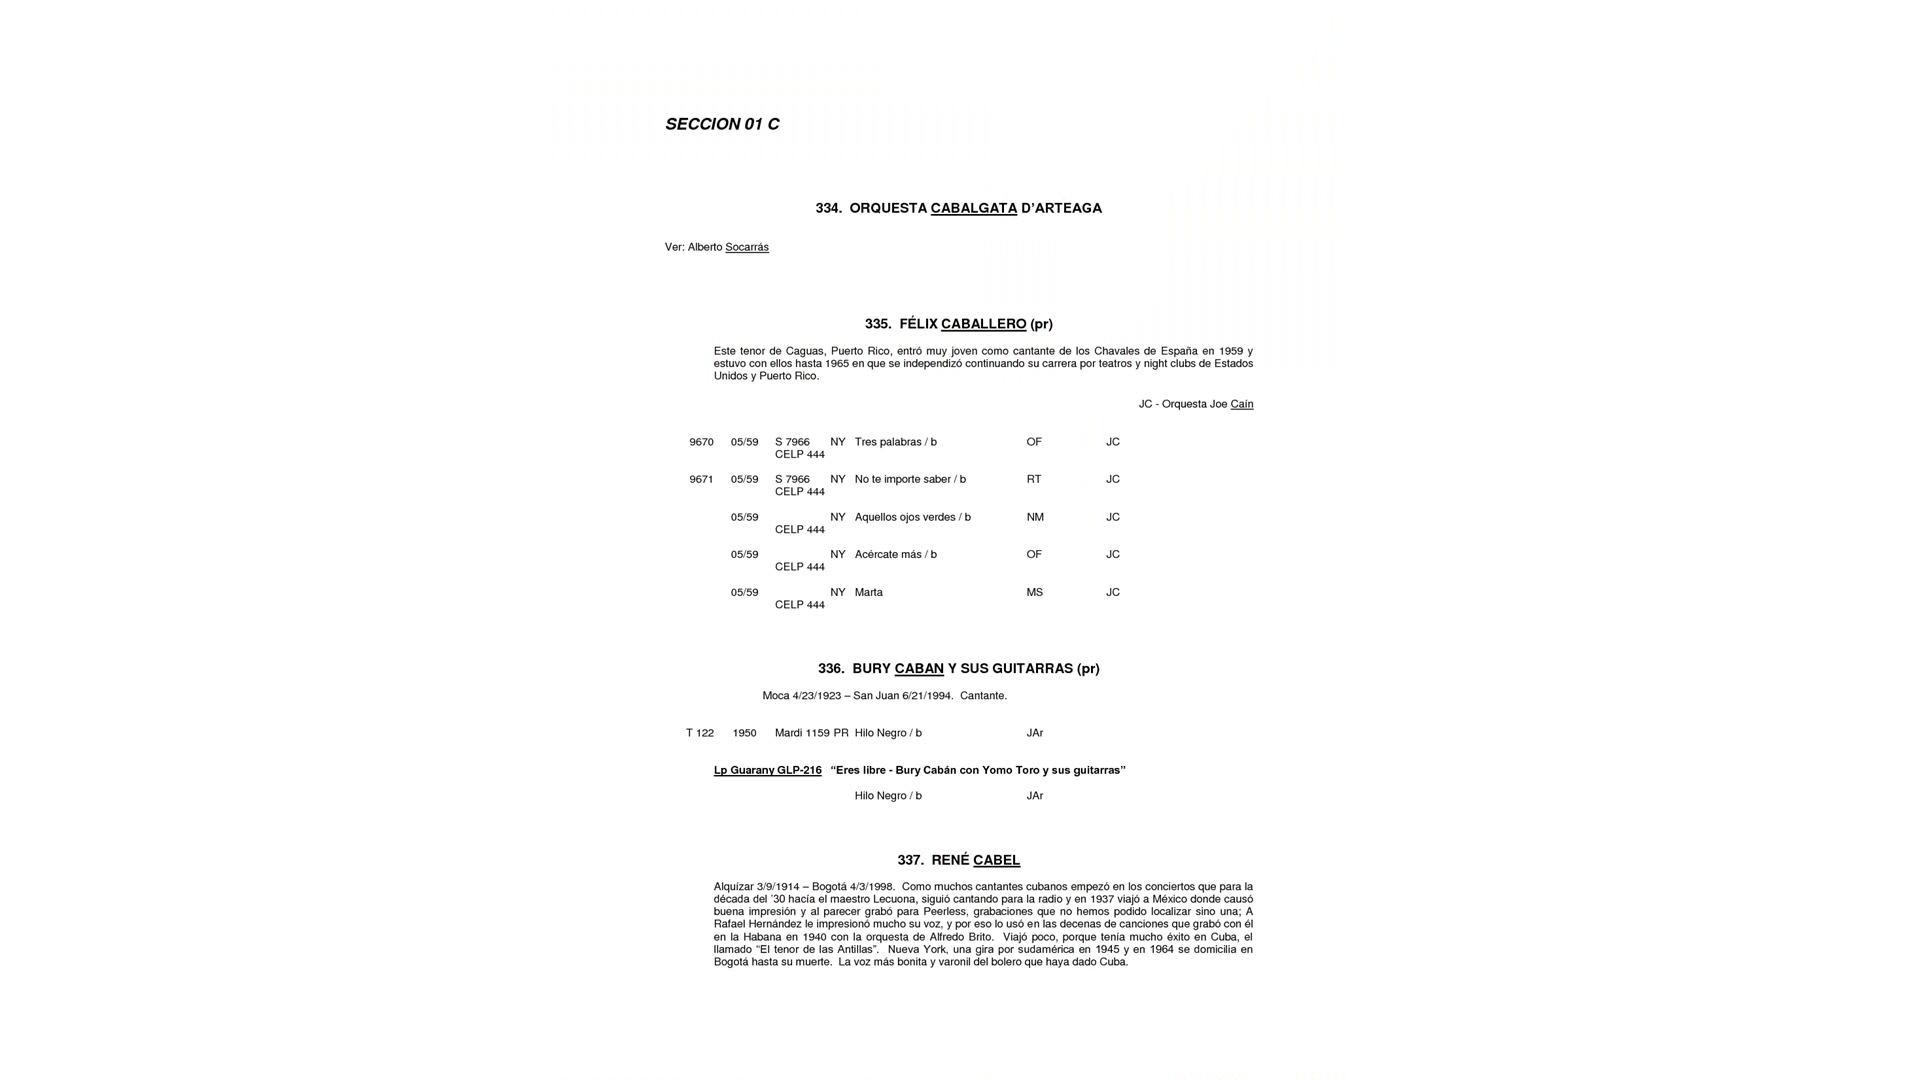 SECCION 01 C
334. ORQUESTA CABALGATA D’ARTEAGA
Ver: Alberto Socarrás
335. FÉLIX CABALLERO (pr)
Este tenor de Caguas, Puerto Rico, entró muy joven como cantante de los Chavales de España en 1959 y
estuvo con ellos hasta 1965 en que se independizó continuando su carrera por teatros y night clubs de Estados
Unidos y Puerto Rico.
JC - Orquesta Joe Caín
9670 05/59 S 7966 NY Tres palabras / b OF JC
CELP 444
9671 05/59 S 7966 NY No te importe saber / b RT JC
CELP 444
05/59 NY Aquellos ojos verdes / b NM JC
CELP 444
05/59 NY Acércate más / b OF JC
CELP 444
05/59 NY Marta MS JC
CELP 444
336. BURY CABAN Y SUS GUITARRAS (pr)
Moca 4/23/1923 – San Juan 6/21/1994. Cantante.
T 122 1950 Mardi 1159 PR Hilo Negro / b JAr
Lp Guarany GLP-216 “Eres libre - Bury Cabán con Yomo Toro y sus guitarras”
Hilo Negro / b JAr
337. RENÉ CABEL
Alquízar 3/9/1914 – Bogotá 4/3/1998. Como muchos cantantes cubanos empezó en los conciertos que para la
década del ’30 hacía el maestro Lecuona, siguió cantando para la radio y en 1937 viajó a México donde causó
buena impresión y al parecer grabó para Peerless, grabaciones que no hemos podido localizar sino una; A
Rafael Hernández le impresionó mucho su voz, y por eso lo usó en las decenas de canciones que grabó con él
en la Habana en 1940 con la orquesta de Alfredo Brito. Viajó poco, porque tenía mucho éxito en Cuba, el
llamado “El tenor de las Antillas”. Nueva York, una gira por sudamérica en 1945 y en 1964 se domicilia en
Bogotá hasta su muerte. La voz más bonita y varonil del bolero que haya dado Cuba.